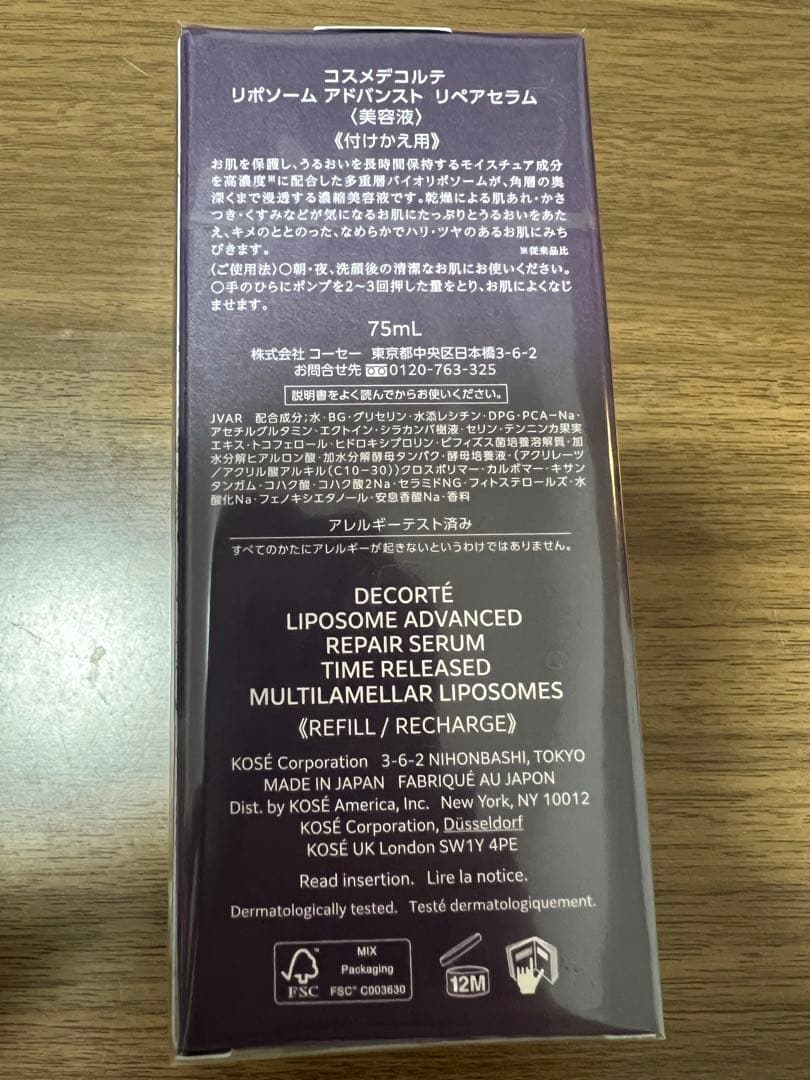 コスメデコルテ
リポソーム アドバンスト リペアセラム
〈美容液〉
《付けかえ用》
お肌を保護し、うるおいを長時間保持するモイスチュア成分
を高濃度※に配合した多重層バイオリポソームが、角層の奥
深くまで浸透する濃縮美容液です。乾燥による肌あれ・かさ
つき・くすみなどが気になるお肌にたっぷりとうるおいをあた
え、キメのととのった、なめらかでハリ・ツヤのあるお肌にみち
びきます。 ※従来品比
〈ご使用法〉○朝・夜、洗顔後の清潔なお肌にお使いください。
○手のひらにポンプを2〜3回押した量をとり、お肌によくなじ
ませます。
75mL
株式会社 コーセー 東京都中央区日本橋3-6-2
お問合せ先 0120-763-325
説明書をよく読んでからお使いください。
JVAR 配合成分;水・BG・グリセリン・水添レシチン・DPG・PCA-Na・
アセチルグルタミン・エクトイン・シラカンバ樹液・セリン・テンニンカ果実
エキス・トコフェロール・ヒドロキシプロリン・ビフィズス菌培養溶解質・加
水分解ヒアルロン酸・加水分解酵母タンパク・酵母培養液・(アクリレーツ
/アクリル酸アルキル(C10-30))クロスポリマー・カルボマー・キサン
タンガム・コハク酸・コハク酸2Na・セラミドNG・フィトステロールズ・水
酸化Na・フェノキシエタノール・安息香酸Na・香料
アレルギーテスト済み
すべてのかたにアレルギーが起きないというわけではありません。
DECORTÉ
LIPOSOME ADVANCED
REPAIR SERUM
TIME RELEASED
MULTILAMELLAR LIPOSOMES
《REFILL / RECHARGE》
KOSÉ Corporation 3-6-2 NIHONBASHI, TOKYO
MADE IN JAPAN FABRIQUÉ AU JAPON
Dist. by KOSÉ America, Inc. New York, NY 10012
KOSÉ Corporation, Düsseldorf
KOSÉ UK London SW1Y 4PE
Read insertion. Lire la notice.
Dermatologically tested. Testé dermatologiquement.
FSC™
MIX
Packaging
FSC™ C003630
12M